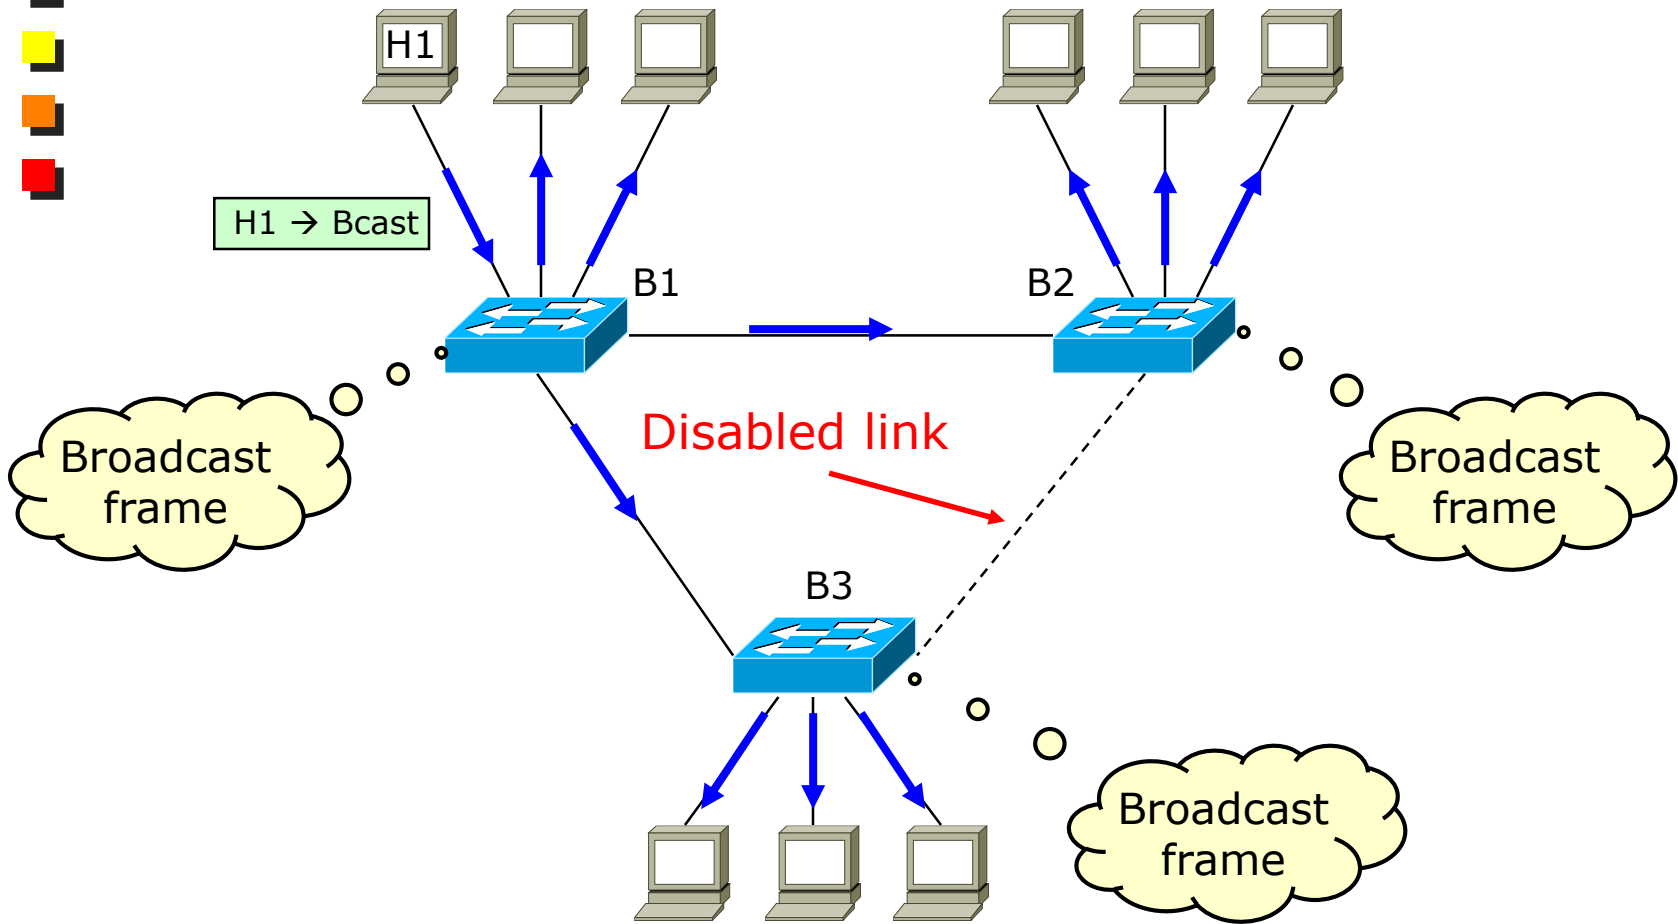 H1
H1 → Bcast
B1
B2
Disabled link
Broadcast
frame
Broadcast
frame
B3
Broadcast
frame